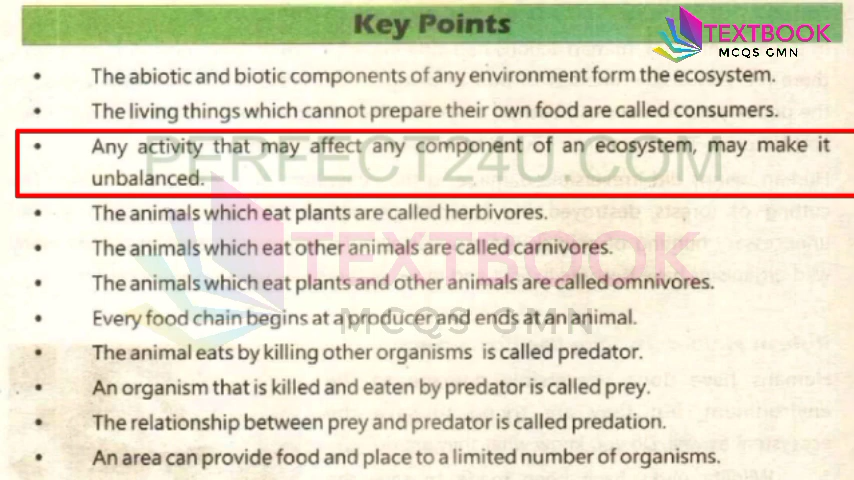 Key Points
TEXTBOOK
MCQS GMN
• The abiotic and biotic components of any environment form the ecosystem.
• The living things which cannot prepare their own food are called consumers.
• Any activity that may affect any component of an ecosystem, may make it
unbalanced.
PERFECT24U.COM
• The animals which eat plants are called herbivores.
• The animals which eat other animals are called carnivores.
TEXTBOOK
• The animals which eat plants and other animals are called omnivores.
• Every food chain begins at a producer and ends at an animal.
MCQS GMN
• The animal eats by killing other organisms is called predator.
• An organism that is killed and eaten by predator is called prey.
• The relationship between prey and predator is called predation.
• An area can provide food and place to a limited number of organisms.